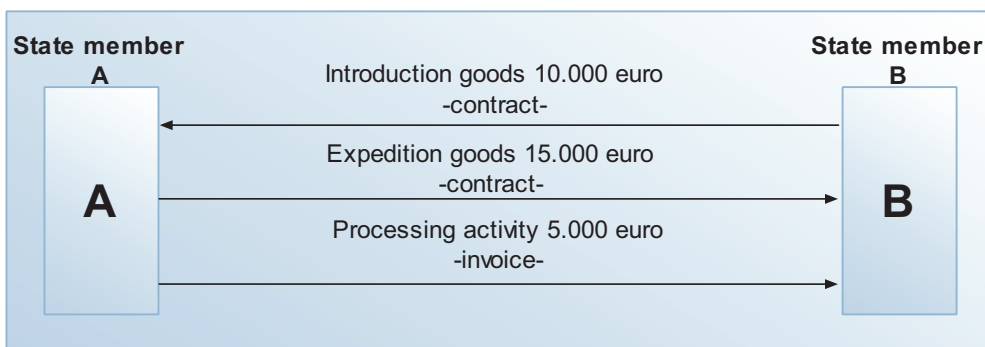 State member
A
State member
B
Introduction goods 10.000 euro
-contract-
Expedition goods 15.000 euro
-contract-
A
B
Processing activity 5.000 euro
-invoice-